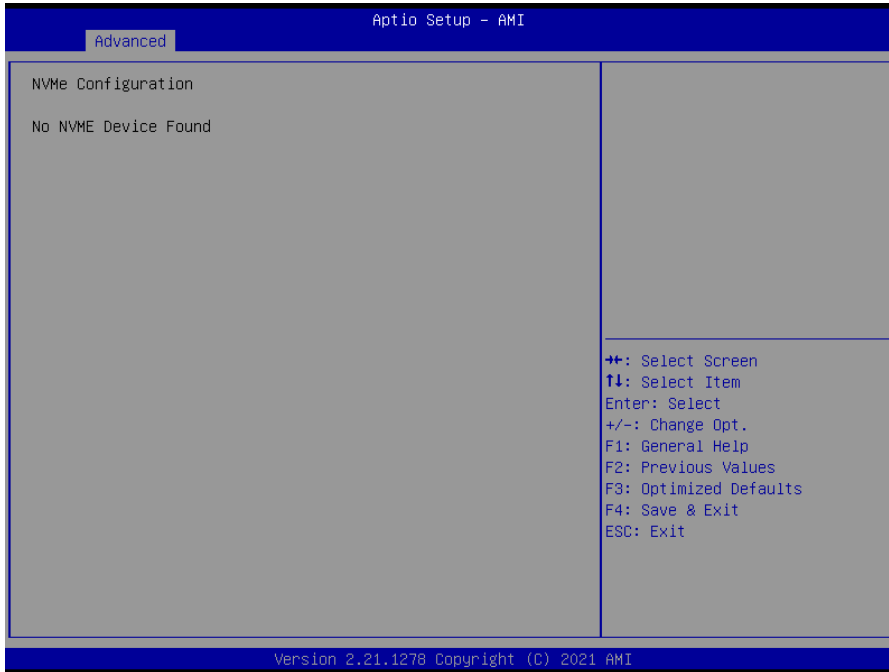 Aptio Setup - AMI
Advanced
NVMe Configuration
No NVME Device Found
→←: Select Screen
↑↓: Select Item
Enter: Select
+/-: Change Opt.
F1: General Help
F2: Previous Values
F3: Optimized Defaults
F4: Save & Exit
ESC: Exit
Version 2.21.1278 Copyright (C) 2021 AMI